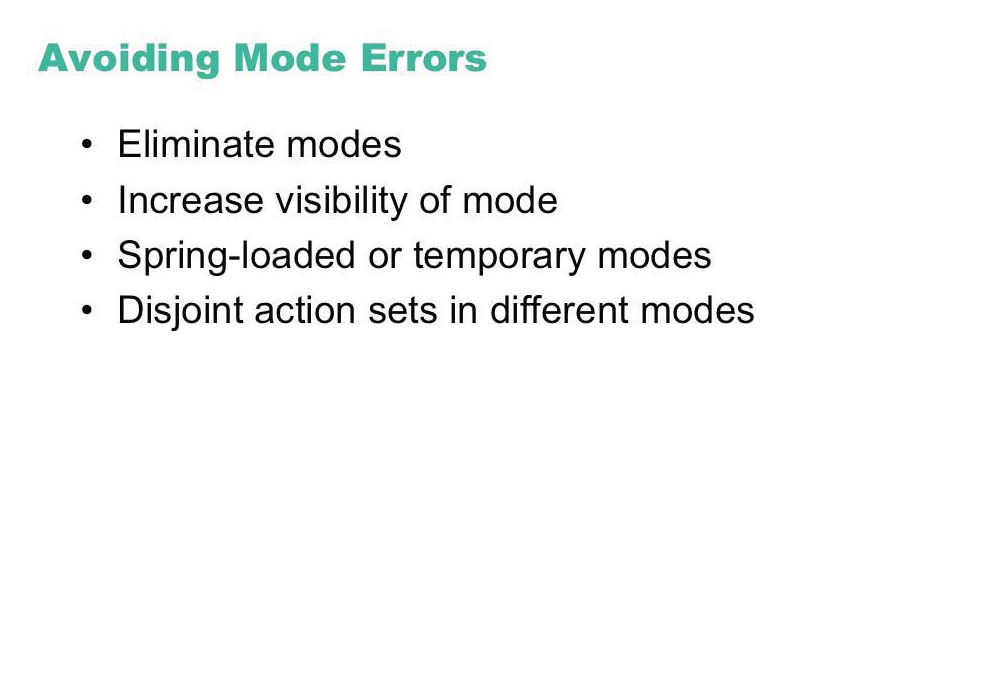 Avoiding Mode Errors
• Eliminate modes
• Increase visibility of mode
• Spring-loaded or temporary modes
• Disjoint action sets in different modes